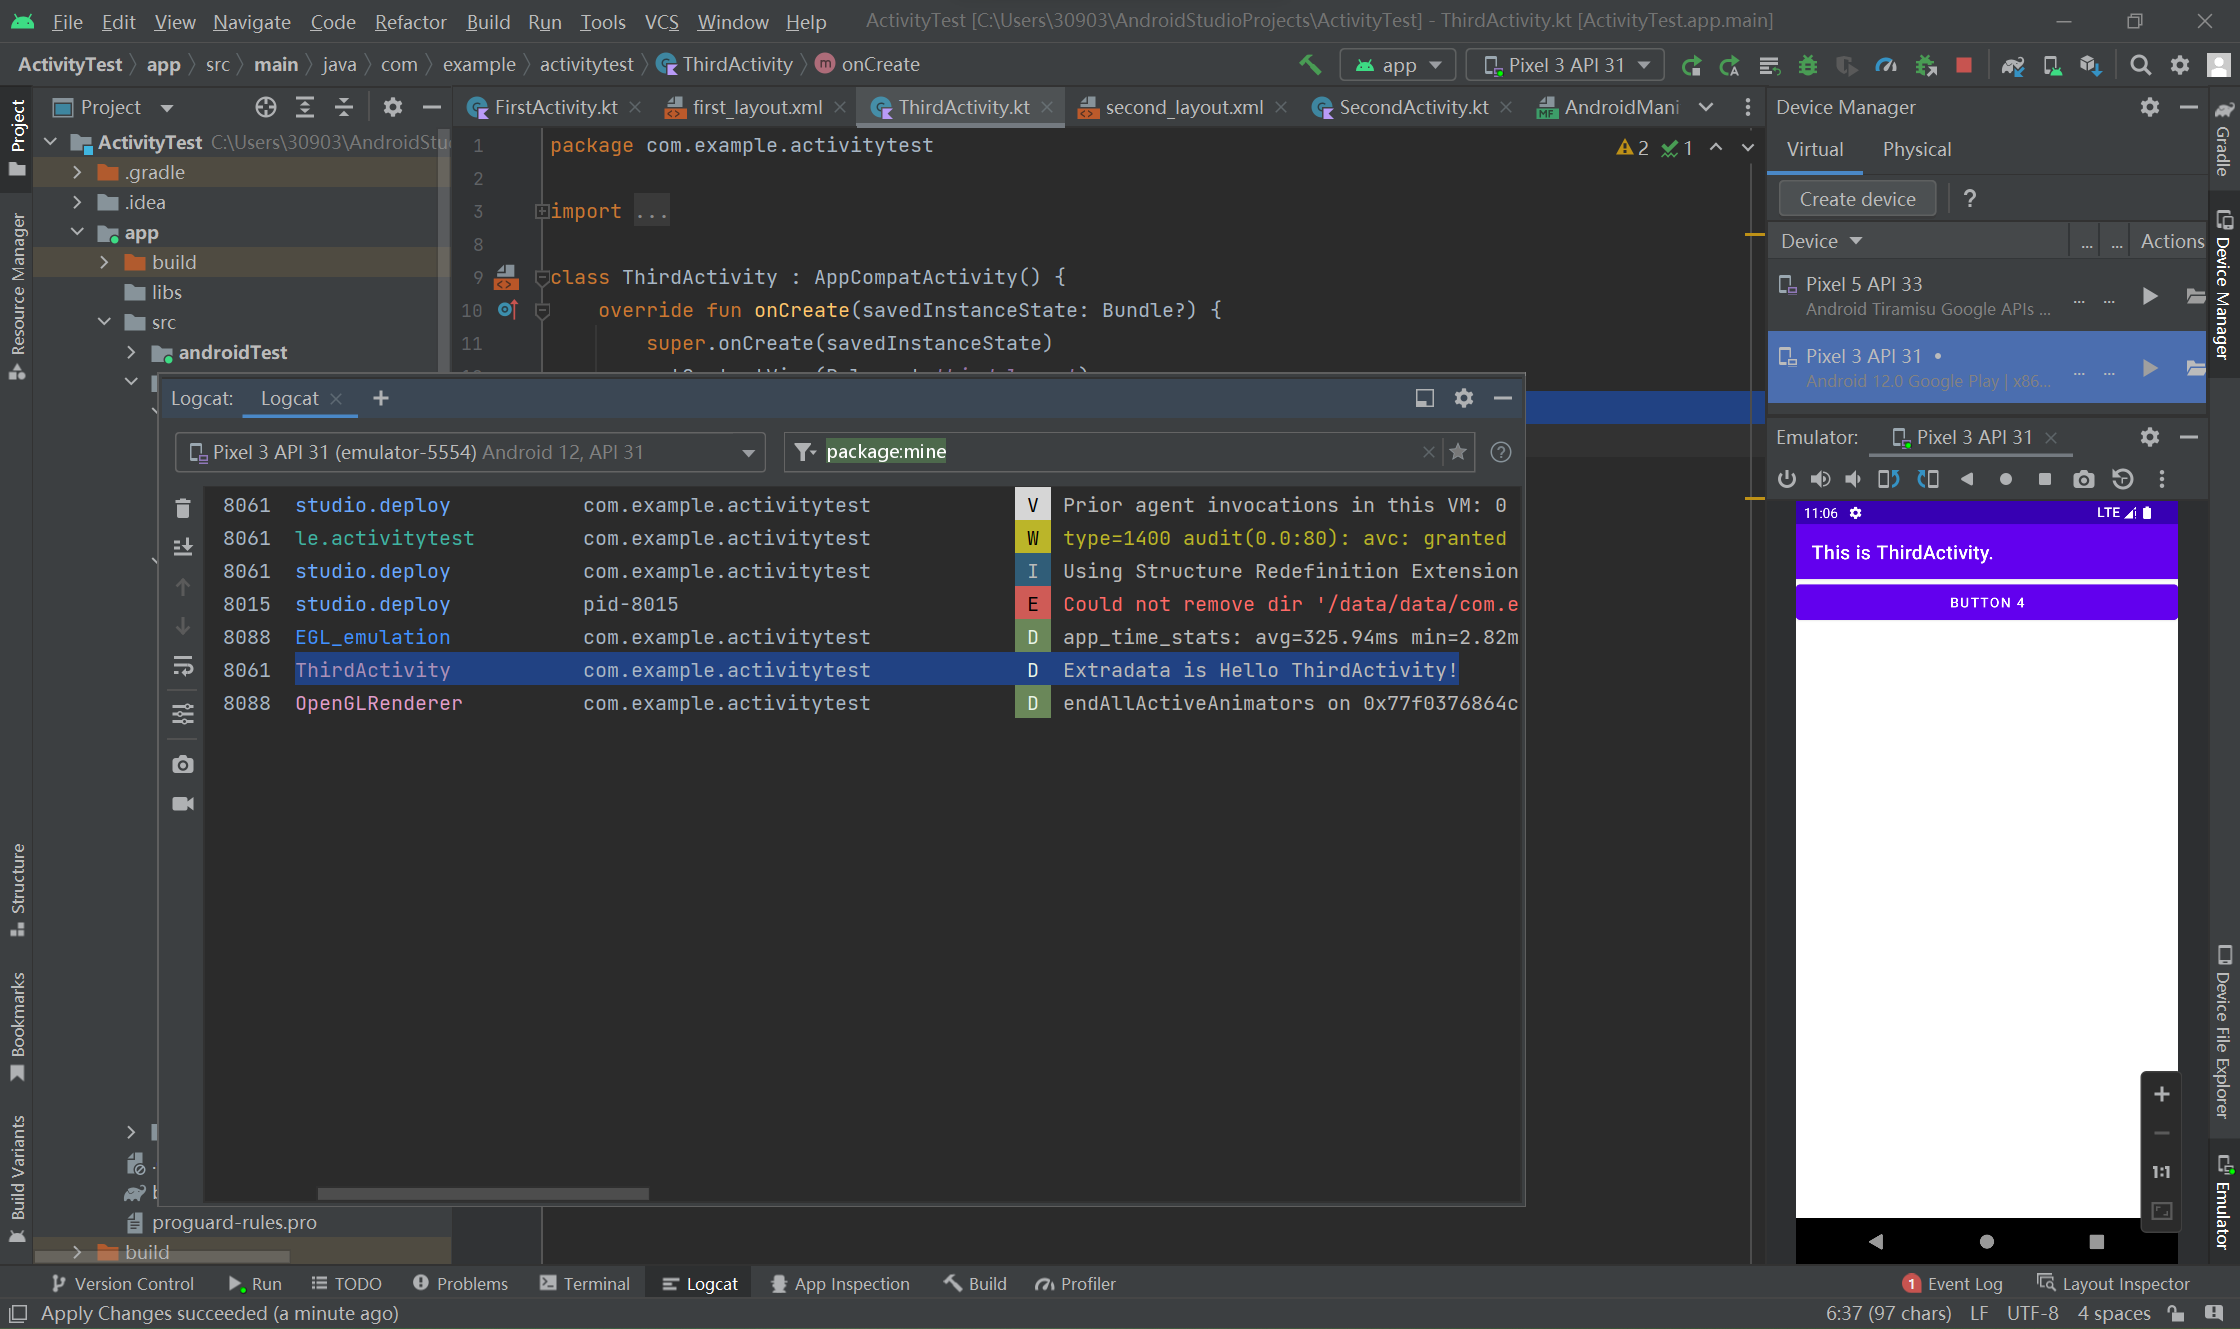 File Edit View Navigate Code Refactor Build Run Tools VCS Window Help ActivityTest [C:\Users\30903\AndroidStudioProjects\ActivityTest] - ThirdActivity.kt [ActivityTest.app.main]
ActivityTest app src main java com example activitytest ThirdActivity onCreate app Pixel 3 API 31
Project
FirstActivity.kt first_layout.xml ThirdActivity.kt second_layout.xml SecondActivity.kt AndroidMani
ActivityTest C:\Users\30903\AndroidStu
.gradle
.idea
app
build
libs
src
androidTest
proguard-rules.pro
build
1 package com.example.activitytest
2
3 import ...
8
9 class ThirdActivity : AppCompatActivity() {
10 override fun onCreate(savedInstanceState: Bundle?) {
11 super.onCreate(savedInstanceState)
2 1
Logcat: Logcat
Pixel 3 API 31 (emulator-5554) Android 12, API 31 package:mine
8061 studio.deploy com.example.activitytest V Prior agent invocations in this VM: 0
8061 le.activitytest com.example.activitytest W type=1400 audit(0.0:80): avc: granted
8061 studio.deploy com.example.activitytest I Using Structure Redefinition Extension
8015 studio.deploy pid-8015 E Could not remove dir '/data/data/com.e
8088 EGL_emulation com.example.activitytest D app_time_stats: avg=325.94ms min=2.82m
8061 ThirdActivity com.example.activitytest D Extradata is Hello ThirdActivity!
8088 OpenGLRenderer com.example.activitytest D endAllActiveAnimators on 0x77f0376864c
Device Manager
Virtual Physical
Create device ?
Device ... ... Actions
Pixel 5 API 33
Android Tiramisu Google APIs ... ... ...
Pixel 3 API 31 •
Android 12.0 Google Play | x86... ... ...
Emulator: Pixel 3 API 31
11:06 LTE
This is ThirdActivity.
BUTTON 4
1:1
Project
Resource Manager
Structure
Bookmarks
Build Variants
Gradle
Device Manager
Device File Explorer
Emulator
Version Control Run TODO Problems Terminal Logcat App Inspection Build Profiler 1 Event Log Layout Inspector
Apply Changes succeeded (a minute ago) 6:37 (97 chars) LF UTF-8 4 spaces